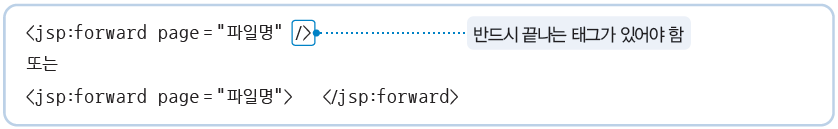 <jsp:forward page="파일명" /> 반드시 끝나는 태그가 있어야 함
또는
<jsp:forward page="파일명"> </jsp:forward>